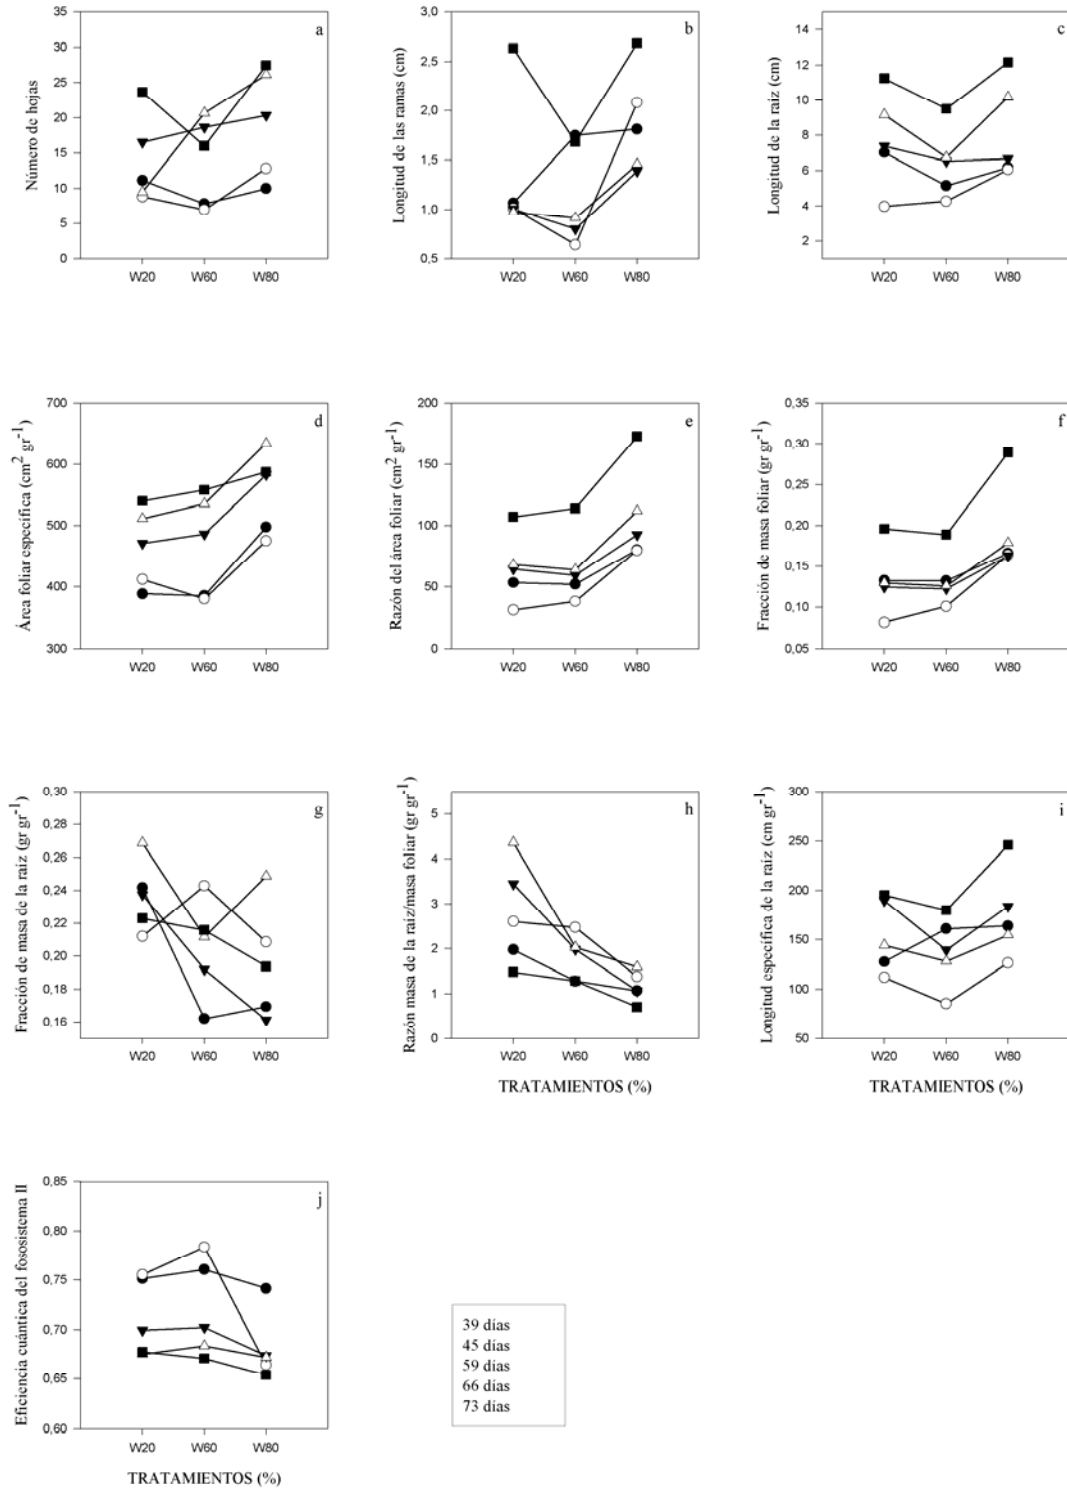 a
Número de hojas
35
30
25
20
15
10
5
0
W20 W60 W80
b
Longitud de las ramas (cm)
3,0
2,5
2,0
1,5
1,0
0,5
W20 W60 W80
c
Longitud de la raíz (cm)
14
12
10
8
6
4
2
W20 W60 W80
d
Área foliar específica (cm2 gr-1)
700
600
500
400
300
W20 W60 W80
e
Razón del área foliar (cm2 gr-1)
200
150
100
50
0
W20 W60 W80
f
Fracción de masa foliar (gr gr-1)
0,35
0,30
0,25
0,20
0,15
0,10
0,05
W20 W60 W80
g
Fracción de masa de la raíz (gr gr-1)
0,30
0,28
0,26
0,24
0,22
0,20
0,18
0,16
W20 W60 W80
h
Razón masa de la raíz/masa foliar (gr gr-1)
5
4
3
2
1
0
W20 W60 W80
TRATAMIENTOS (%)
i
Longitud específica de la raíz (cm gr-1)
300
250
200
150
100
50
W20 W60 W80
TRATAMIENTOS (%)
j
Eficiencia cuántica del fososistema II
0,85
0,80
0,75
0,70
0,65
0,60
W20 W60 W80
TRATAMIENTOS (%)
39 días
45 días
59 días
66 días
73 días